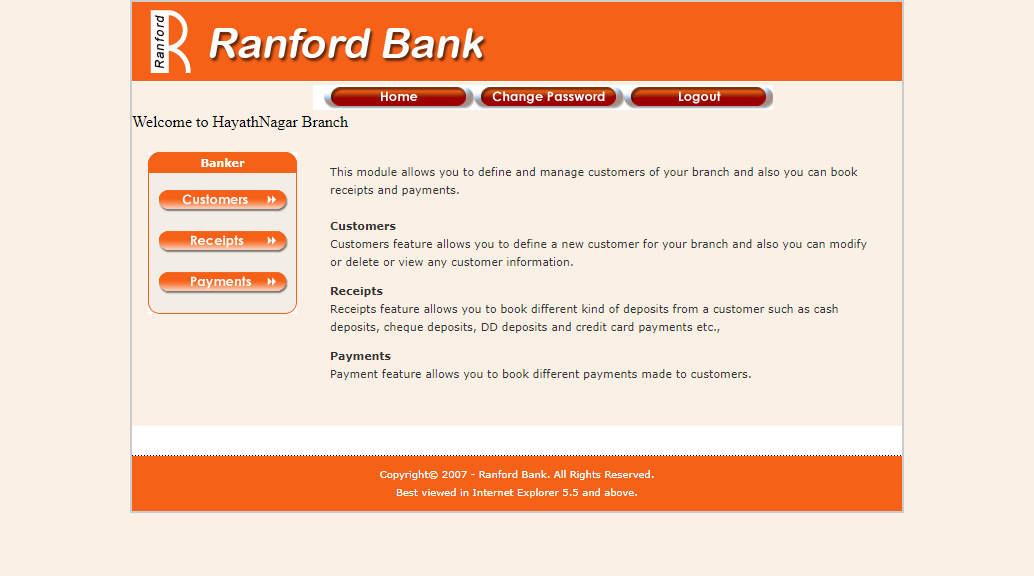 Ranford
Ranford Bank
Home
Change Password
Logout
Welcome to HayathNagar Branch
Banker
Customers
Receipts
Payments
This module allows you to define and manage customers of your branch and also you can book
receipts and payments.
Customers
Customers feature allows you to define a new customer for your branch and also you can modify
or delete or view any customer information.
Receipts
Receipts feature allows you to book different kind of deposits from a customer such as cash
deposits, cheque deposits, DD deposits and credit card payments etc.,
Payments
Payment feature allows you to book different payments made to customers.
Copyright© 2007 - Ranford Bank. All Rights Reserved.
Best viewed in Internet Explorer 5.5 and above.